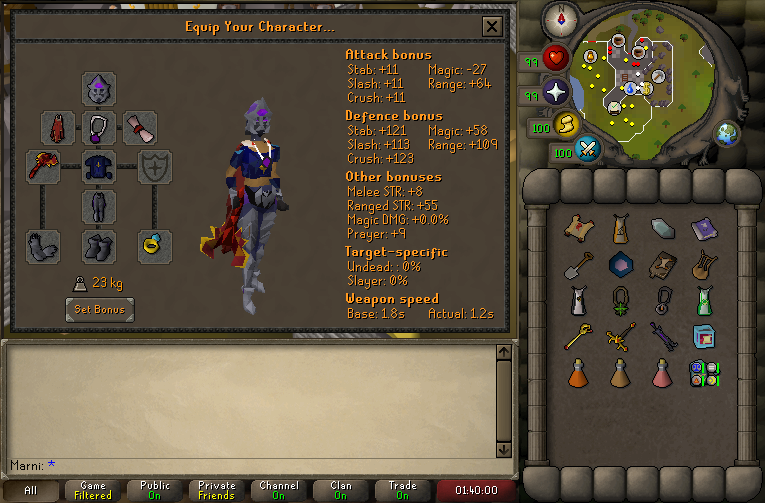 Equip Your Character...
Attack bonus
Stab: +11 Magic: -27
Slash: +11 Range: +64
Crush: +11
Defence bonus
Stab: +121 Magic: +58
Slash: +113 Range: +109
Crush: +123
Other bonuses
Melee STR: +8
Ranged STR: +55
Magic DMG: +0.0%
Prayer: +9
Target-specific
Undead: : 0%
Slayer: 0%
Weapon speed
Base: 1.8s Actual: 1.2s
23 kg
Set Bonus
99
99
100
100
Marni: *
All
Game
Filtered
Public
On
Private
Friends
Channel
On
Clan
On
Trade
On
01:40:00